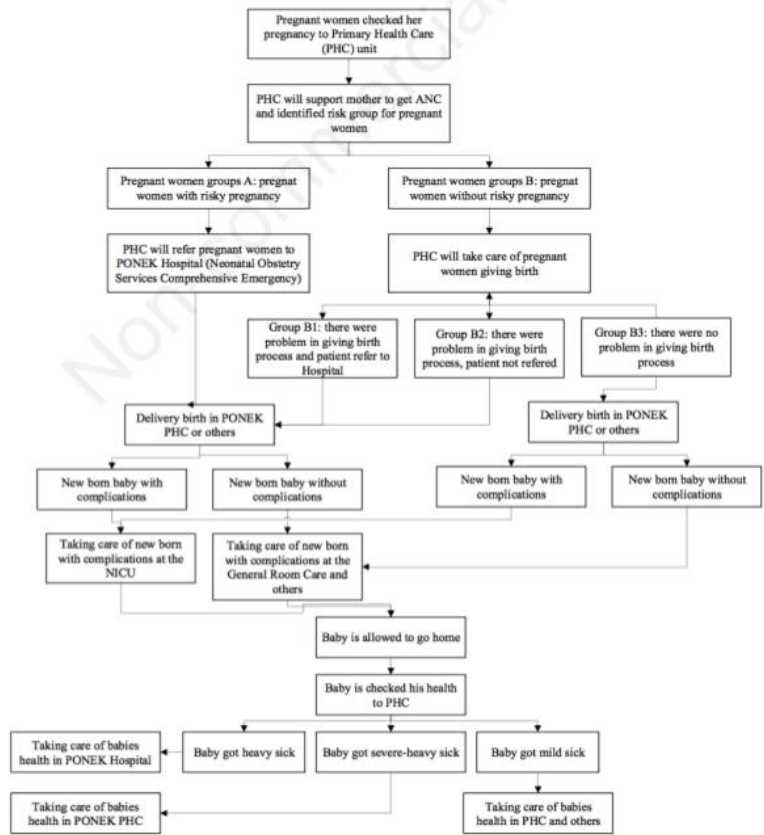 Pregnant women checked her
pregnancy to Primary Health Care
(PHC) unit
PHC will support mother to get ANC
and identified risk group for pregnant
women
Pregnant women groups A: pregnat
women with risky pregnancy
Pregnant women groups B: pregnat
women without risky pregnancy
PHC will refer pregnant women to
PONEK Hospital (Neonatal Obstetry
Services Comprehensive Emergency)
PHC will take care of pregnant
women giving birth
Group B1: there were
problem in giving birth
process and patient refer to
Hospital
Group B2: there were
problem in giving birth
process, patient not refered
Group B3: there were no
problem in giving birth
process
Delivery birth in PONEK
PHC or others
Delivery birth in PONEK
PHC or others
New born baby with
complications
New born baby without
complications
New born baby with
complications
New born baby without
complications
Taking care of new born
with complications at the
NICU
Taking care of new born
with complications at the
General Room Care and
others
Baby is allowed to go home
Baby is checked his health
to PHC
Taking care of babies
health in PONEK Hospital
Baby got heavy sick
Baby got severe-heavy sick
Baby got mild sick
Taking care of babies
health in PONEK PHC
Taking care of babies
health in PHC and others
Non commercial